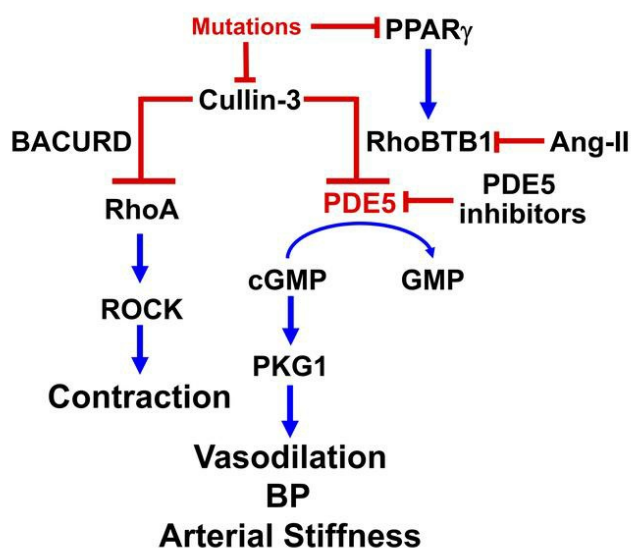 Mutations
PPARγ
Cullin-3
BACURD
RhoBTB1
Ang-II
RhoA
PDE5
PDE5
inhibitors
cGMP
GMP
ROCK
PKG1
Contraction
Vasodilation
BP
Arterial Stiffness